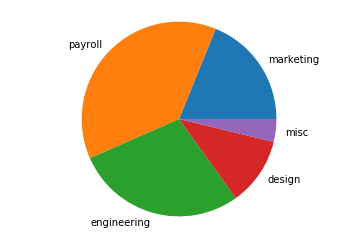 payroll
marketing
misc
design
engineering